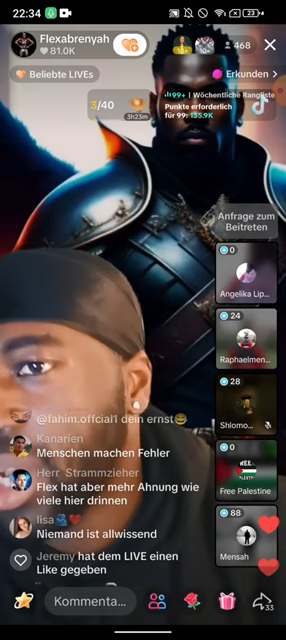 22:34
23
Flexabrenyah
81.0K
468
Beliebte LIVEs
Erkunden
3/40
3h23m
99+ | Wöchentliche Rangliste
Punkte erforderlich
für 99: 135.9K
Anfrage zum
Beitreten
0
Angelika Lip...
24
Raphaelmen...
28
Shlomo...
0
Free Palestine
88
Mensah
@fahim.offcial1 dein ernst😂
Kanarien
Menschen machen Fehler
Herr_Strammzieher
Flex hat aber mehr Ahnung wie
viele hier drinnen
lisa🫂❤️
Niemand ist allwissend
Jeremy hat dem LIVE einen
Like gegeben
Kommenta...
33